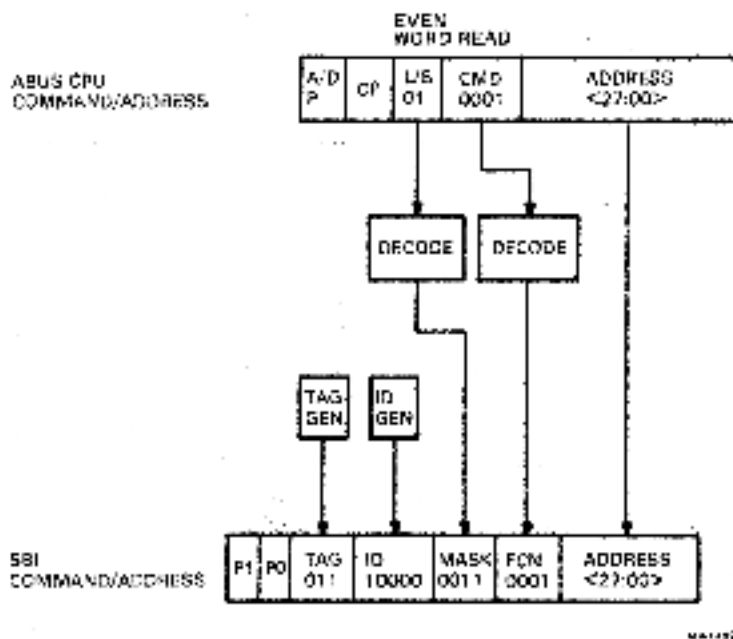 EVEN
WORD READ
ABUS CPU
COMMAND/ADDRESS
A/D
P
CP
L/S
01
CMD
0001
ADDRESS
<27:00>
DECODE
DECODE
TAG
GEN
ID
GEN
SBI
COMMAND/ADDRESS
P1
P0
TAG
011
ID
10000
MASK
0011
FCN
0001
ADDRESS
<27:00>